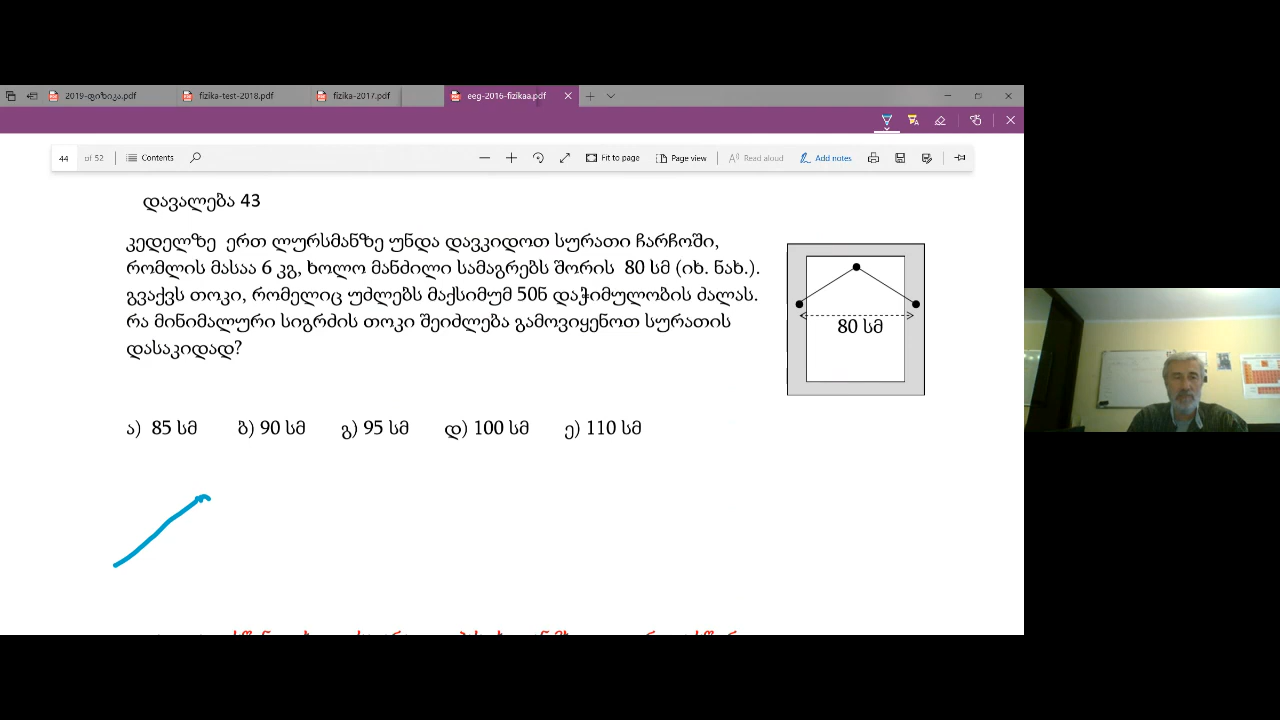 2019-ფიზიკა.pdf
fizika-test-2018.pdf
fizika-2017.pdf
eeg-2016-fizikaa.pdf
44 of 52
Contents
Fit to page
Page view
Read aloud
Add notes
დავალება 43
კედელზე ერთ ლურსმანზე უნდა დავკიდოთ სურათი ჩარჩოში,
რომლის მასაა 6 კგ, ხოლო მანძილი სამაგრებს შორის 80 სმ (იხ. ნახ.).
გვაქვს თოკი, რომელიც უძლებს მაქსიმუმ 50ნ დაჭიმულობის ძალას.
რა მინიმალური სიგრძის თოკი შეიძლება გამოვიყენოთ სურათის
დასაკიდად?
80 სმ
ა) 85 სმ ბ) 90 სმ გ) 95 სმ დ) 100 სმ ე) 110 სმ